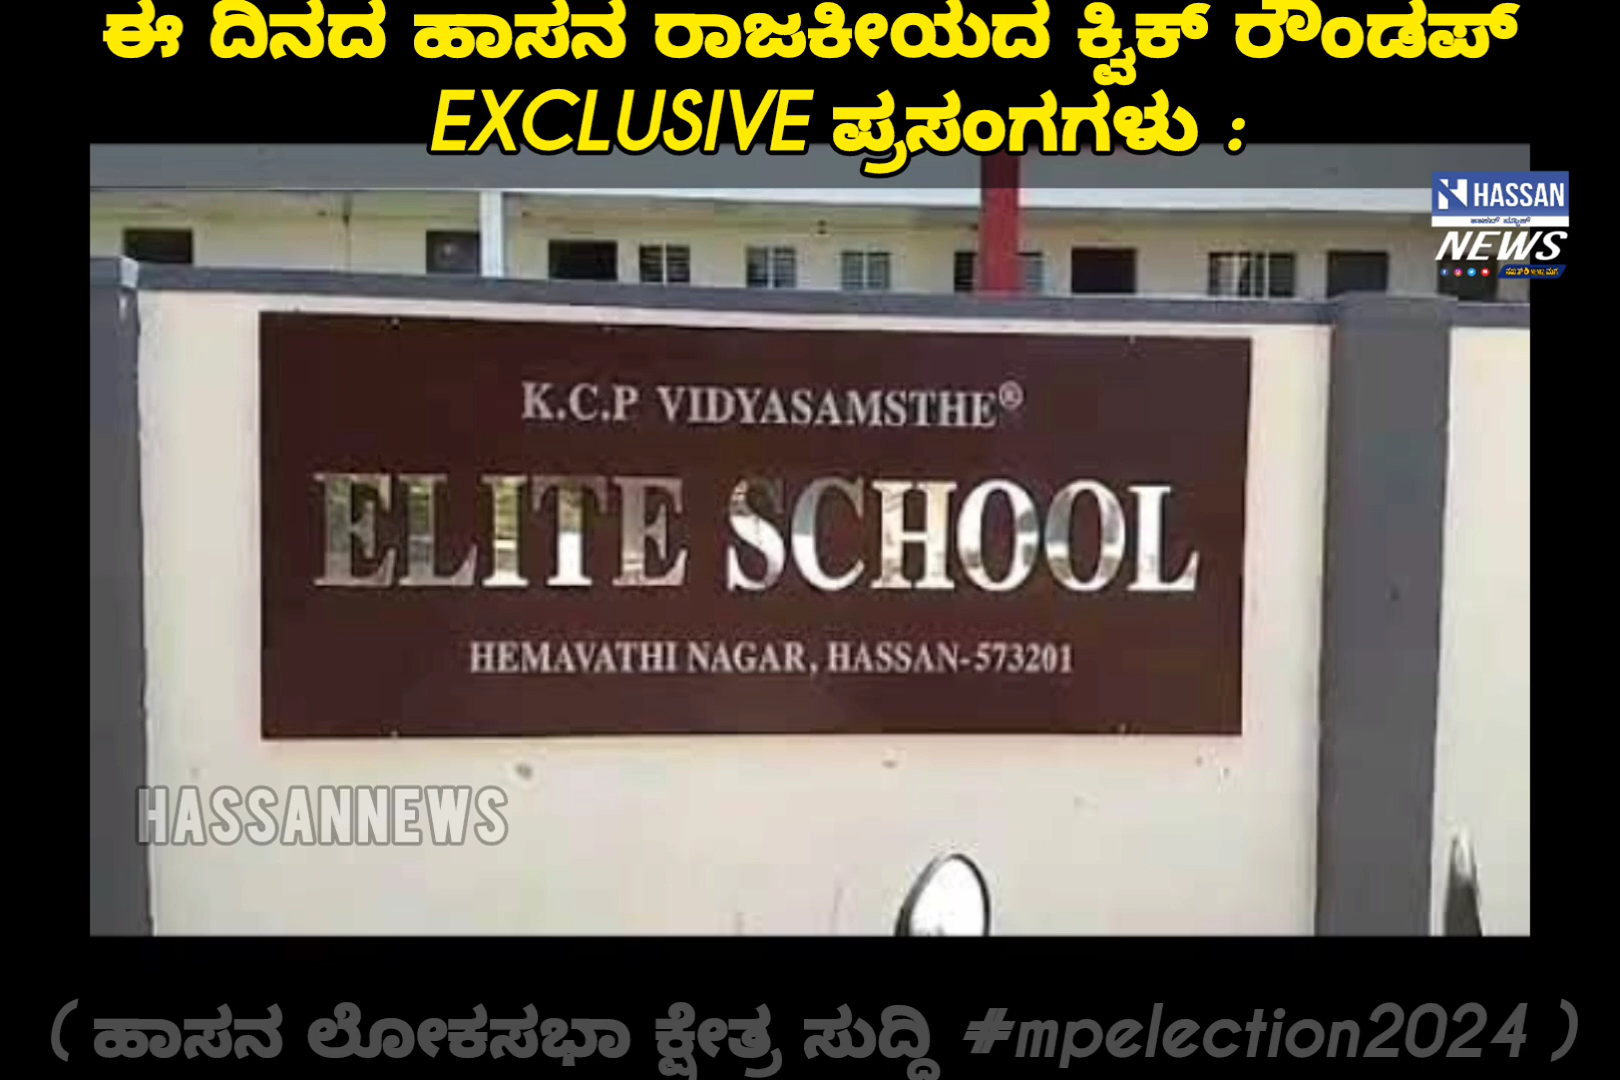 ಈ ದಿನದ ಹಾಸನ ರಾಜಕೀಯದ ಕ್ವಿಕ್ ರೌಂಡಪ್
EXCLUSIVE ಪ್ರಸಂಗಗಳು :
HASSAN
NEWS
K.C.P VIDYASAMSTHE®
ELITE SCHOOL
HEMAVATHI NAGAR, HASSAN-573201
HASSANNEWS
( ಹಾಸನ ಲೋಕಸಭಾ ಕ್ಷೇತ್ರ ಸುದ್ದಿ #mpelection2024 )